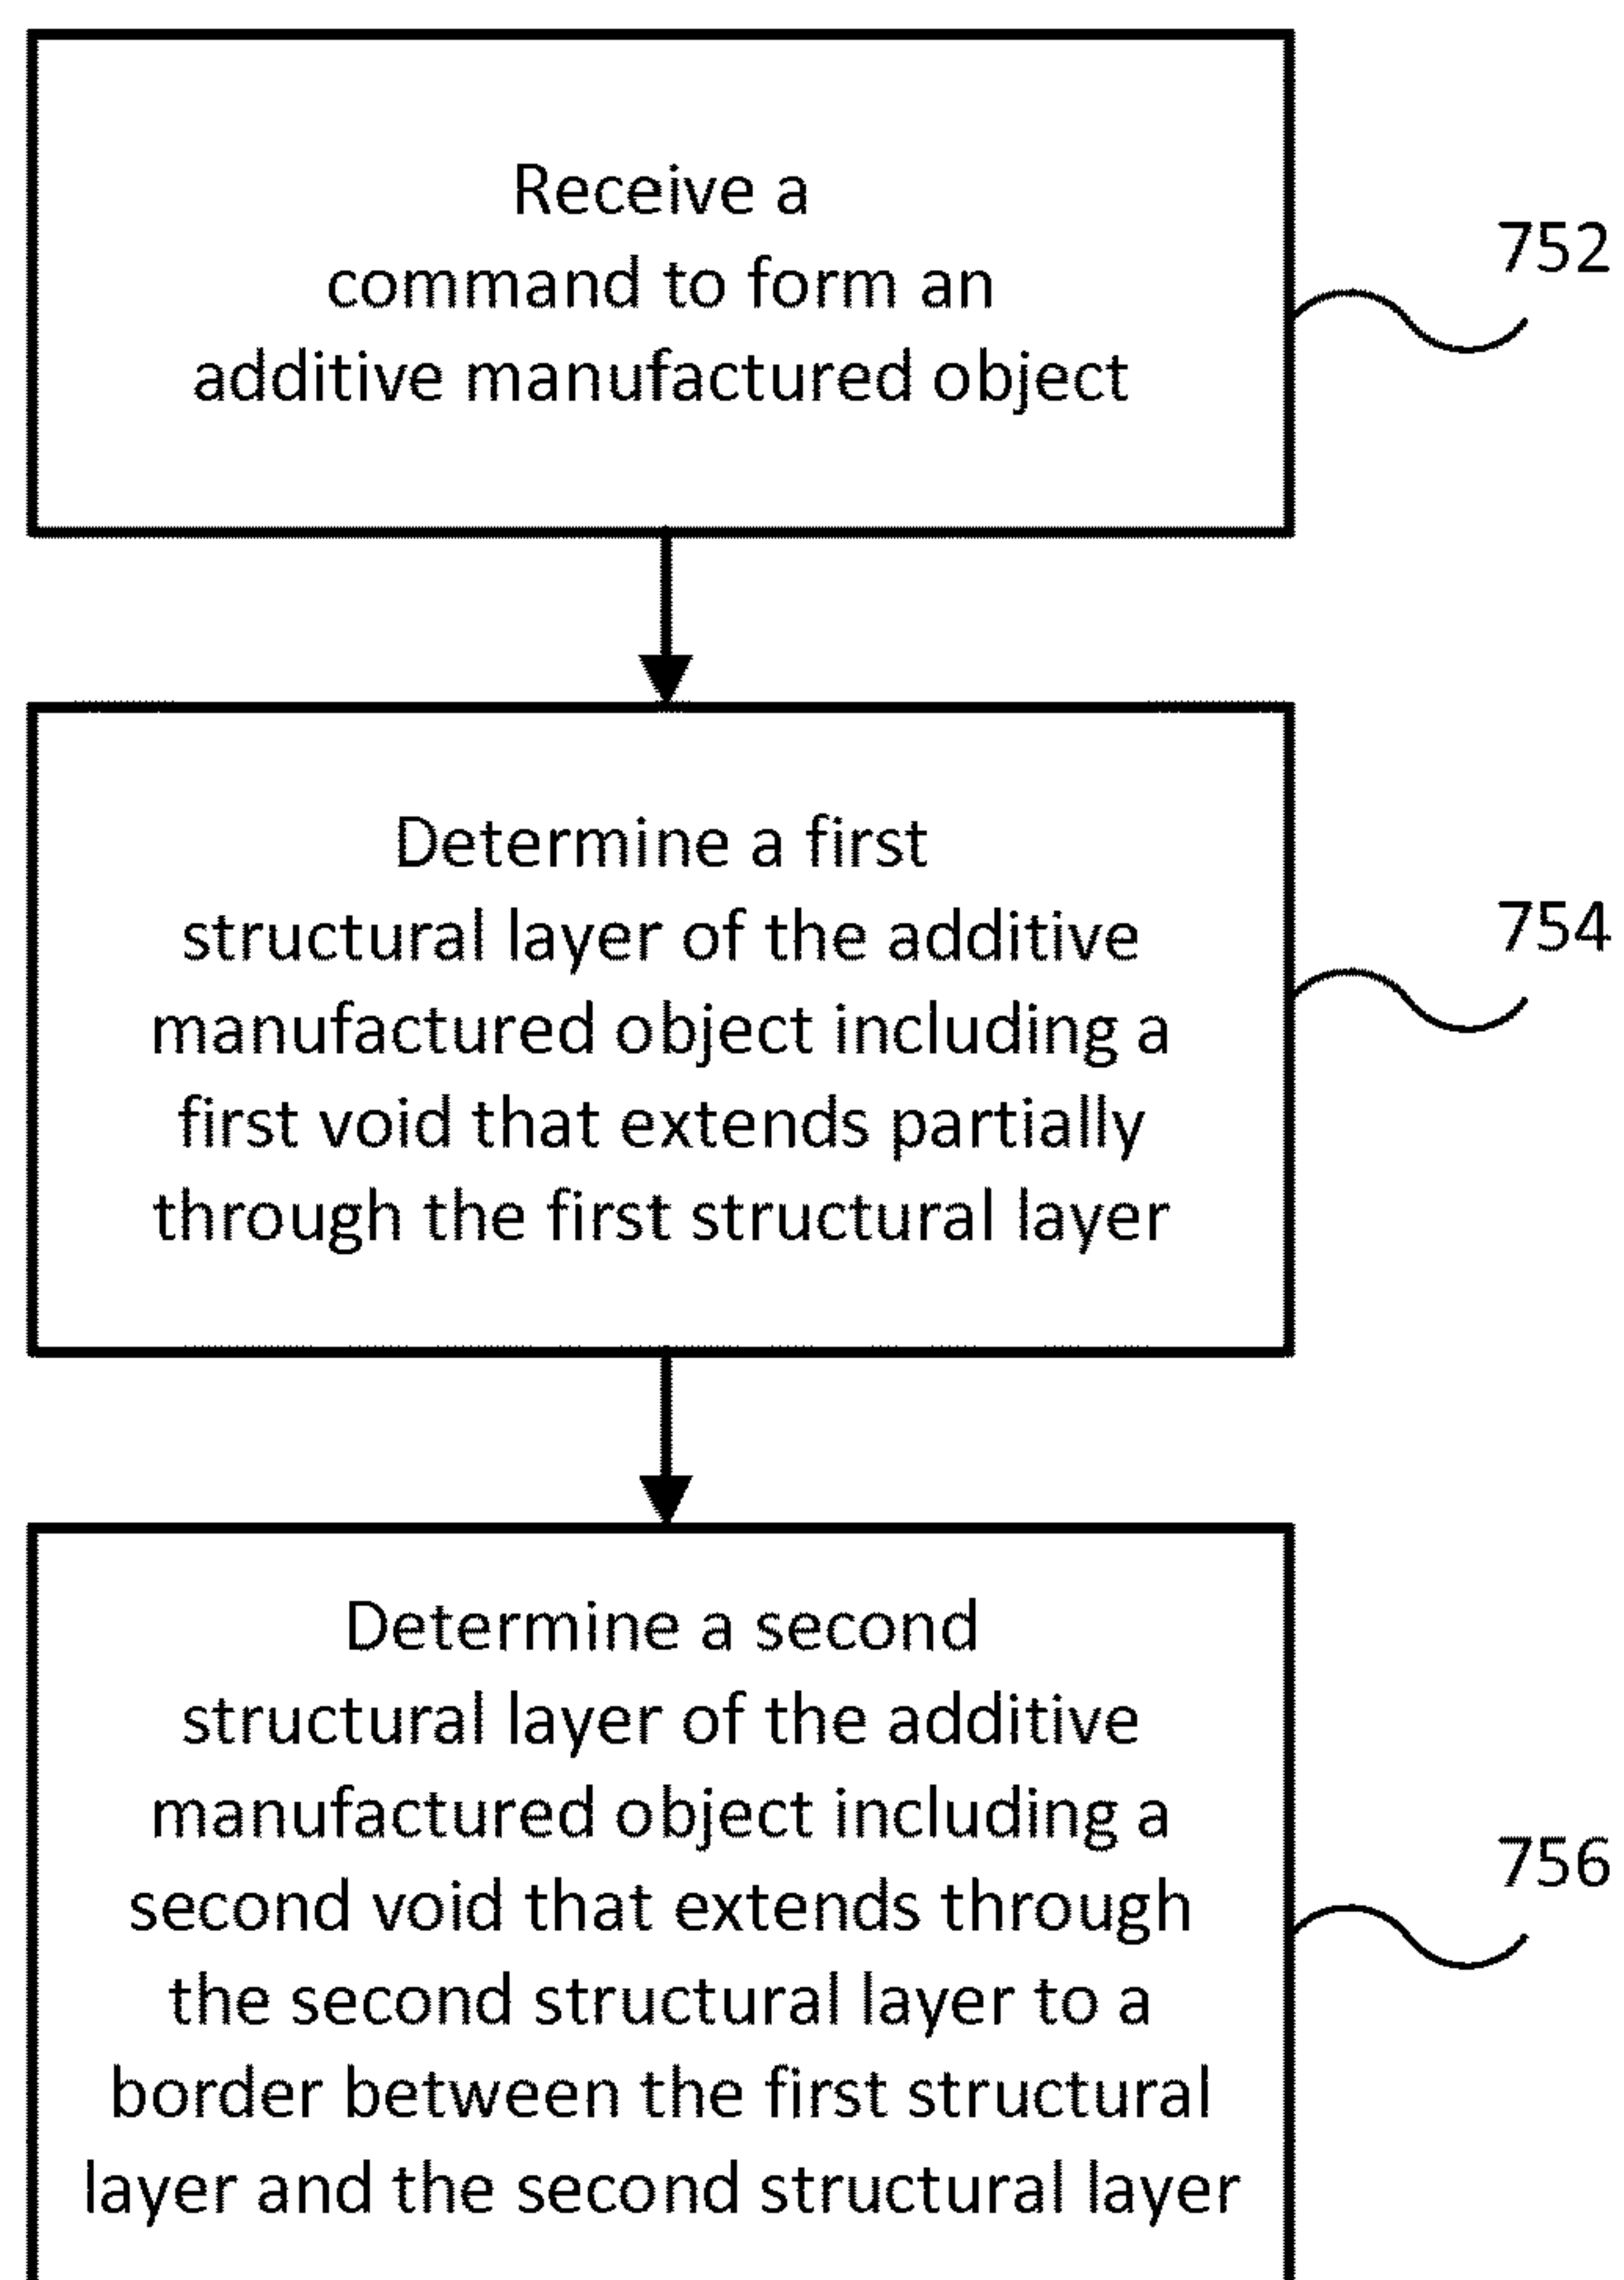 Receive a
command to form an
additive manufactured object
752
Determine a first
structural layer of the additive
manufactured object including a
first void that extends partially
through the first structural layer
754
Determine a second
structural layer of the additive
manufactured object including a
second void that extends through
the second structural layer to a
border between the first structural
layer and the second structural layer
756